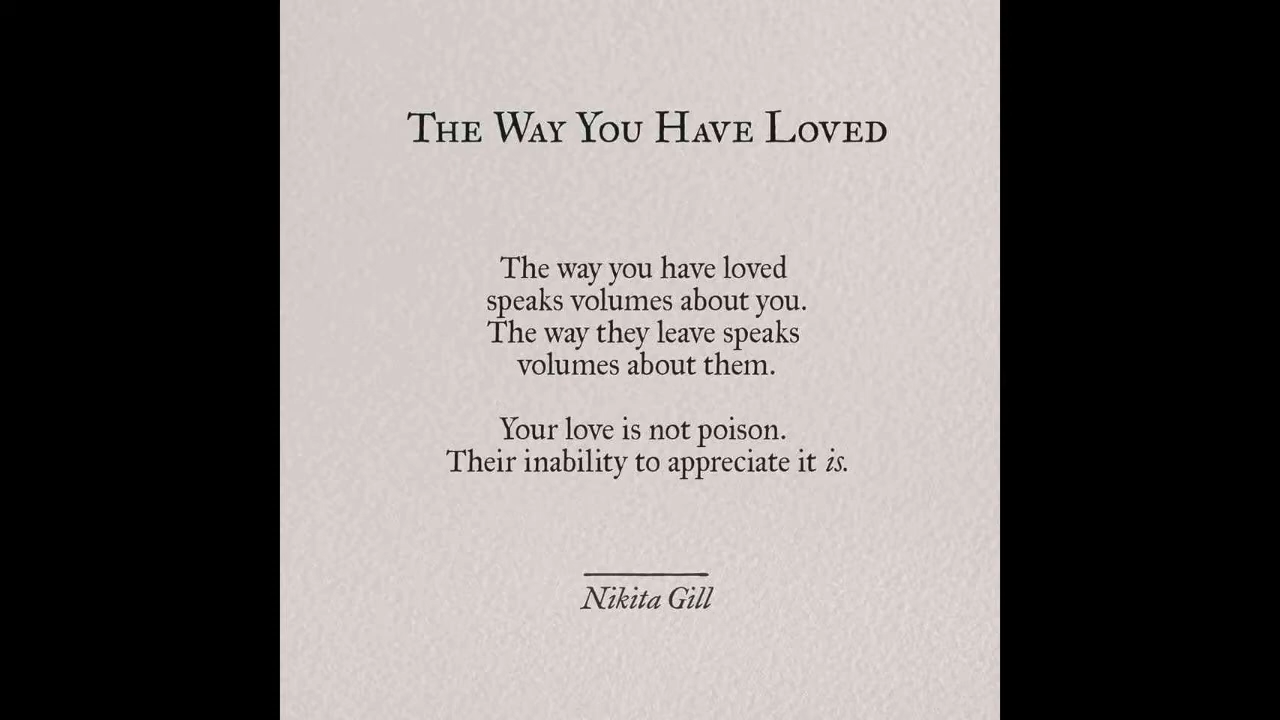 The Way You Have Loved
The way you have loved
speaks volumes about you.
The way they leave speaks
volumes about them.
Your love is not poison.
Their inability to appreciate it is.
Nikita Gill